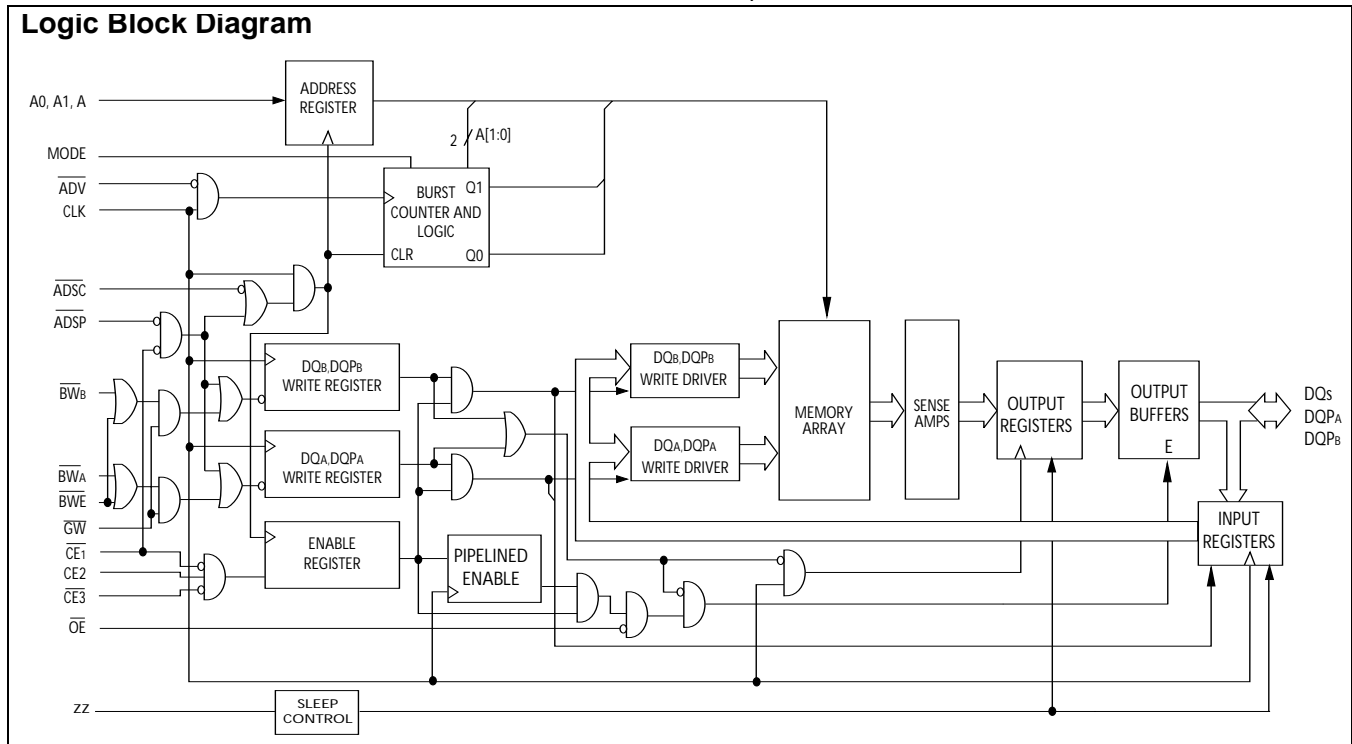 Logic Block Diagram
A0, A1, A
ADDRESS
REGISTER
2
A[1:0]
MODE
ADV
CLK
BURST
COUNTER AND
LOGIC
Q1
CLR
Q0
ADSC
ADSP
DQB,DQPB
WRITE REGISTER
DQB,DQPB
WRITE DRIVER
BWB
MEMORY
ARRAY
SENSE
AMPS
OUTPUT
REGISTERS
OUTPUT
BUFFERS
E
DQs
DQPA
DQPB
DQA,DQPA
WRITE REGISTER
DQA,DQPA
WRITE DRIVER
BWA
BWE
GW
CE1
CE2
CE3
ENABLE
REGISTER
PIPELINED
ENABLE
INPUT
REGISTERS
OE
ZZ
SLEEP
CONTROL